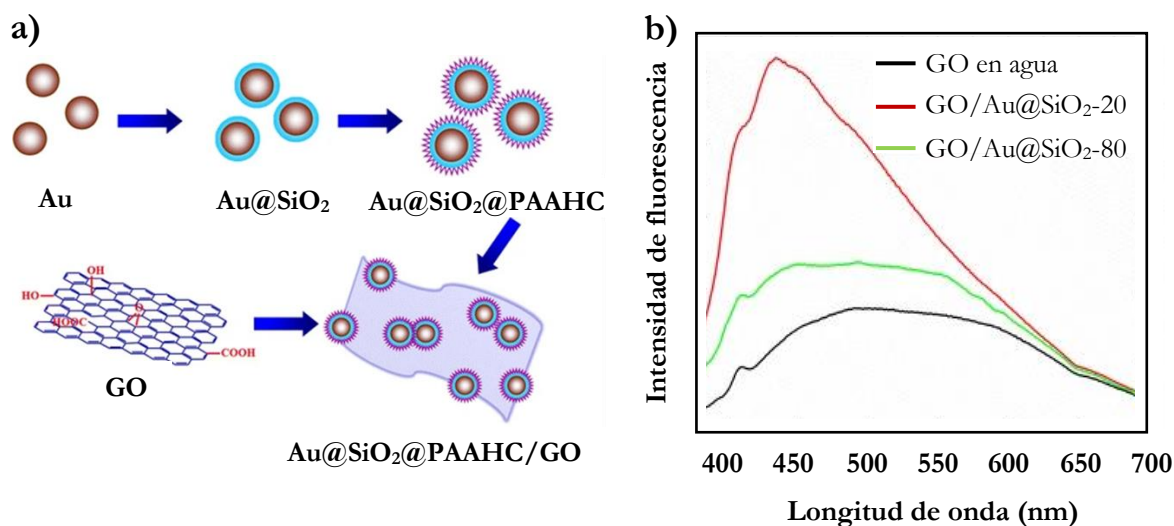 a)
Au
Au@SiO₂
Au@SiO₂@PAAHC
OH
HO
O
HOOC
COOH
GO
Au@SiO₂@PAAHC/GO
b)
Intensidad de fluorescencia
GO en agua
GO/Au@SiO₂-20
GO/Au@SiO₂-80
400 450 500 550 600 650 700
Longitud de onda (nm)